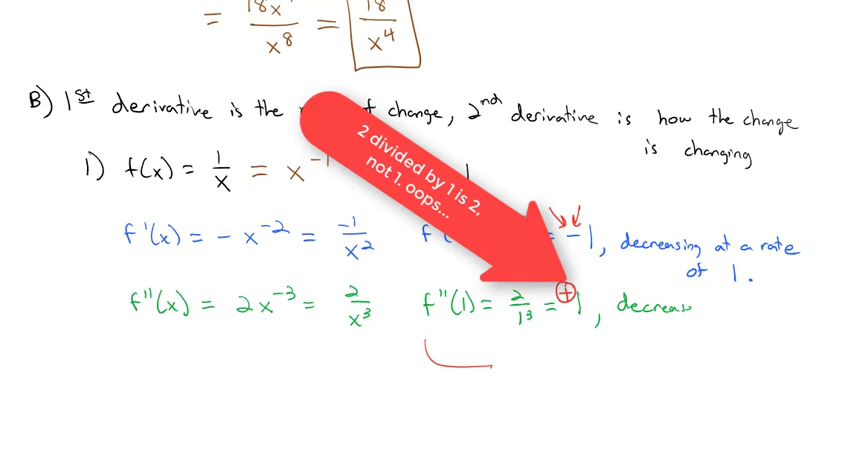 = 18x / x⁸ = 18 / x⁴
B) 1st derivative is the of change, 2nd derivative is how the change
is changing
1) f(x) = 1/x = x⁻¹ 1
2 divided by 1 is 2,
not 1. oops...
f'(x) = -x⁻² = -1/x² f = -1, decreasing at a rate
of 1.
f''(x) = 2x⁻³ = 2/x³ f''(1) = 2/1³ = +1, decreas